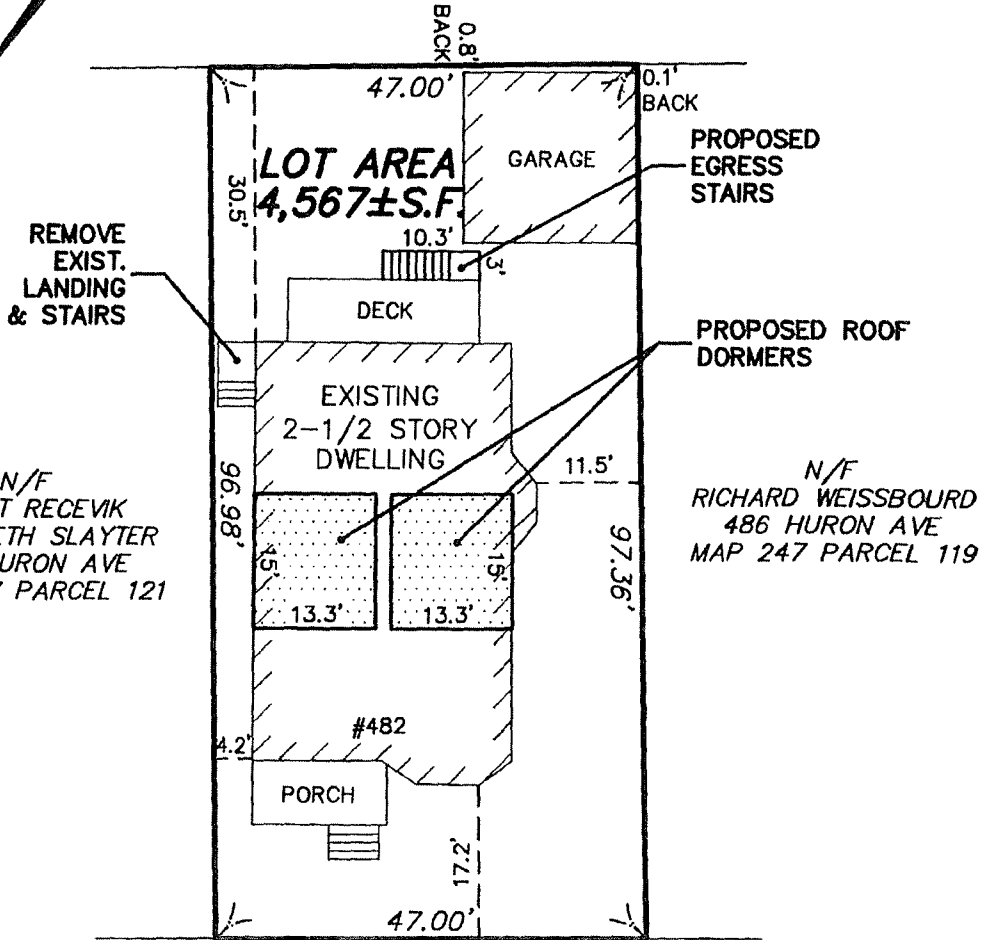 0.8'
BACK
47.00'
0.1'
BACK
GARAGE
PROPOSED
EGRESS
STAIRS
LOT AREA
4,567±S.F.
30.5'
10.3'
3'
REMOVE
EXIST.
LANDING
& STAIRS
DECK
PROPOSED ROOF
DORMERS
EXISTING
2-1/2 STORY
DWELLING
11.5'
N/F
RECEVIK
SLAYTER
AVE
PARCEL 121
96.98'
N/F
RICHARD WEISSBOURD
486 HURON AVE
MAP 247 PARCEL 119
97.36'
15'
15'
13.3'
13.3'
#482
4.2'
PORCH
17.2'
47.00'